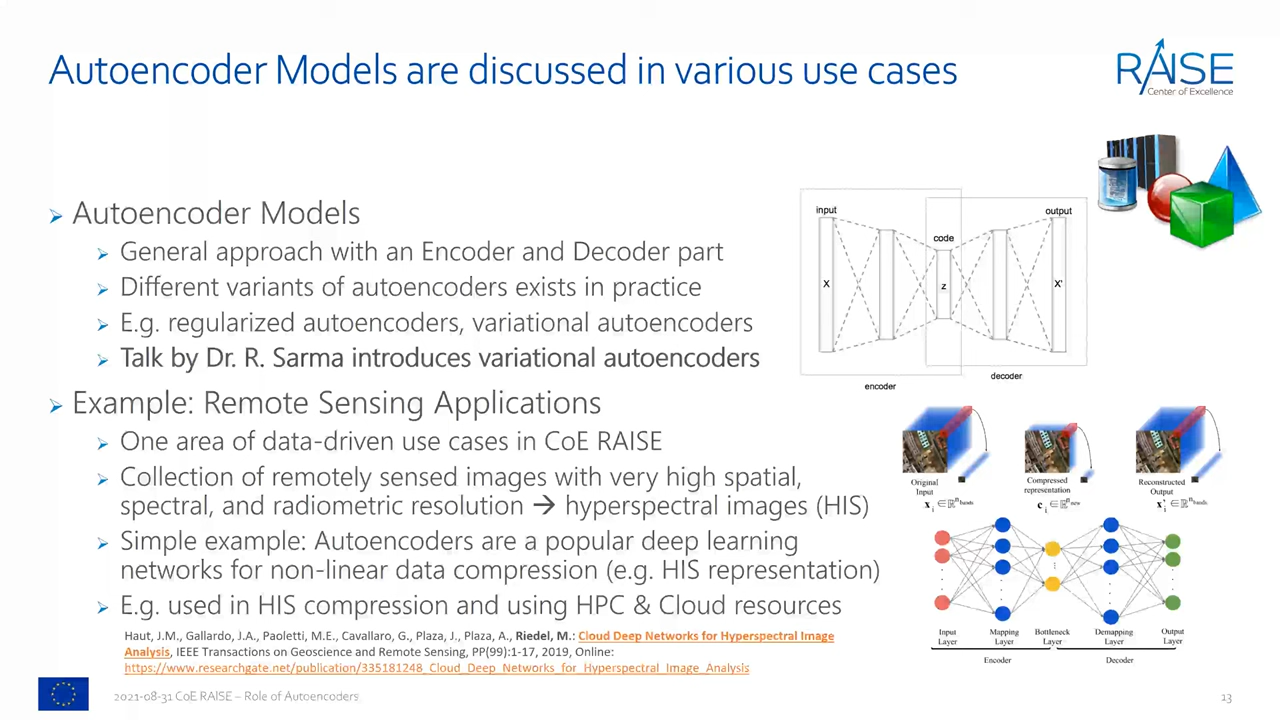 Autoencoder Models are discussed in various use cases
RAISE
Center of Excellence
Autoencoder Models
General approach with an Encoder and Decoder part
Different variants of autoencoders exists in practice
E.g. regularized autoencoders, variational autoencoders
Talk by Dr. R. Sarma introduces variational autoencoders
input
output
code
X
z
X'
encoder
decoder
Example: Remote Sensing Applications
One area of data-driven use cases in CoE RAISE
Collection of remotely sensed images with very high spatial,
spectral, and radiometric resolution → hyperspectral images (HIS)
Simple example: Autoencoders are a popular deep learning
networks for non-linear data compression (e.g. HIS representation)
E.g. used in HIS compression and using HPC & Cloud resources
Original
Input
x i ∈ ℝ n bands
Compressed
representation
c i ∈ ℝ n new
Reconstructed
Output
x' i ∈ ℝ n bands
Input
Layer
Mapping
Layer
Bottleneck
Layer
Demapping
Layer
Output
Layer
Encoder
Decoder
Haut, J.M., Gallardo, J.A., Paoletti, M.E., Cavallaro, G., Plaza, J., Plaza, A., Riedel, M.: Cloud Deep Networks for Hyperspectral Image
Analysis, IEEE Transactions on Geoscience and Remote Sensing, PP(99):1-17, 2019, Online:
https://www.researchgate.net/publication/335181248_Cloud_Deep_Networks_for_Hyperspectral_Image_Analysis
2021-08-31 CoE RAISE – Role of Autoencoders
13